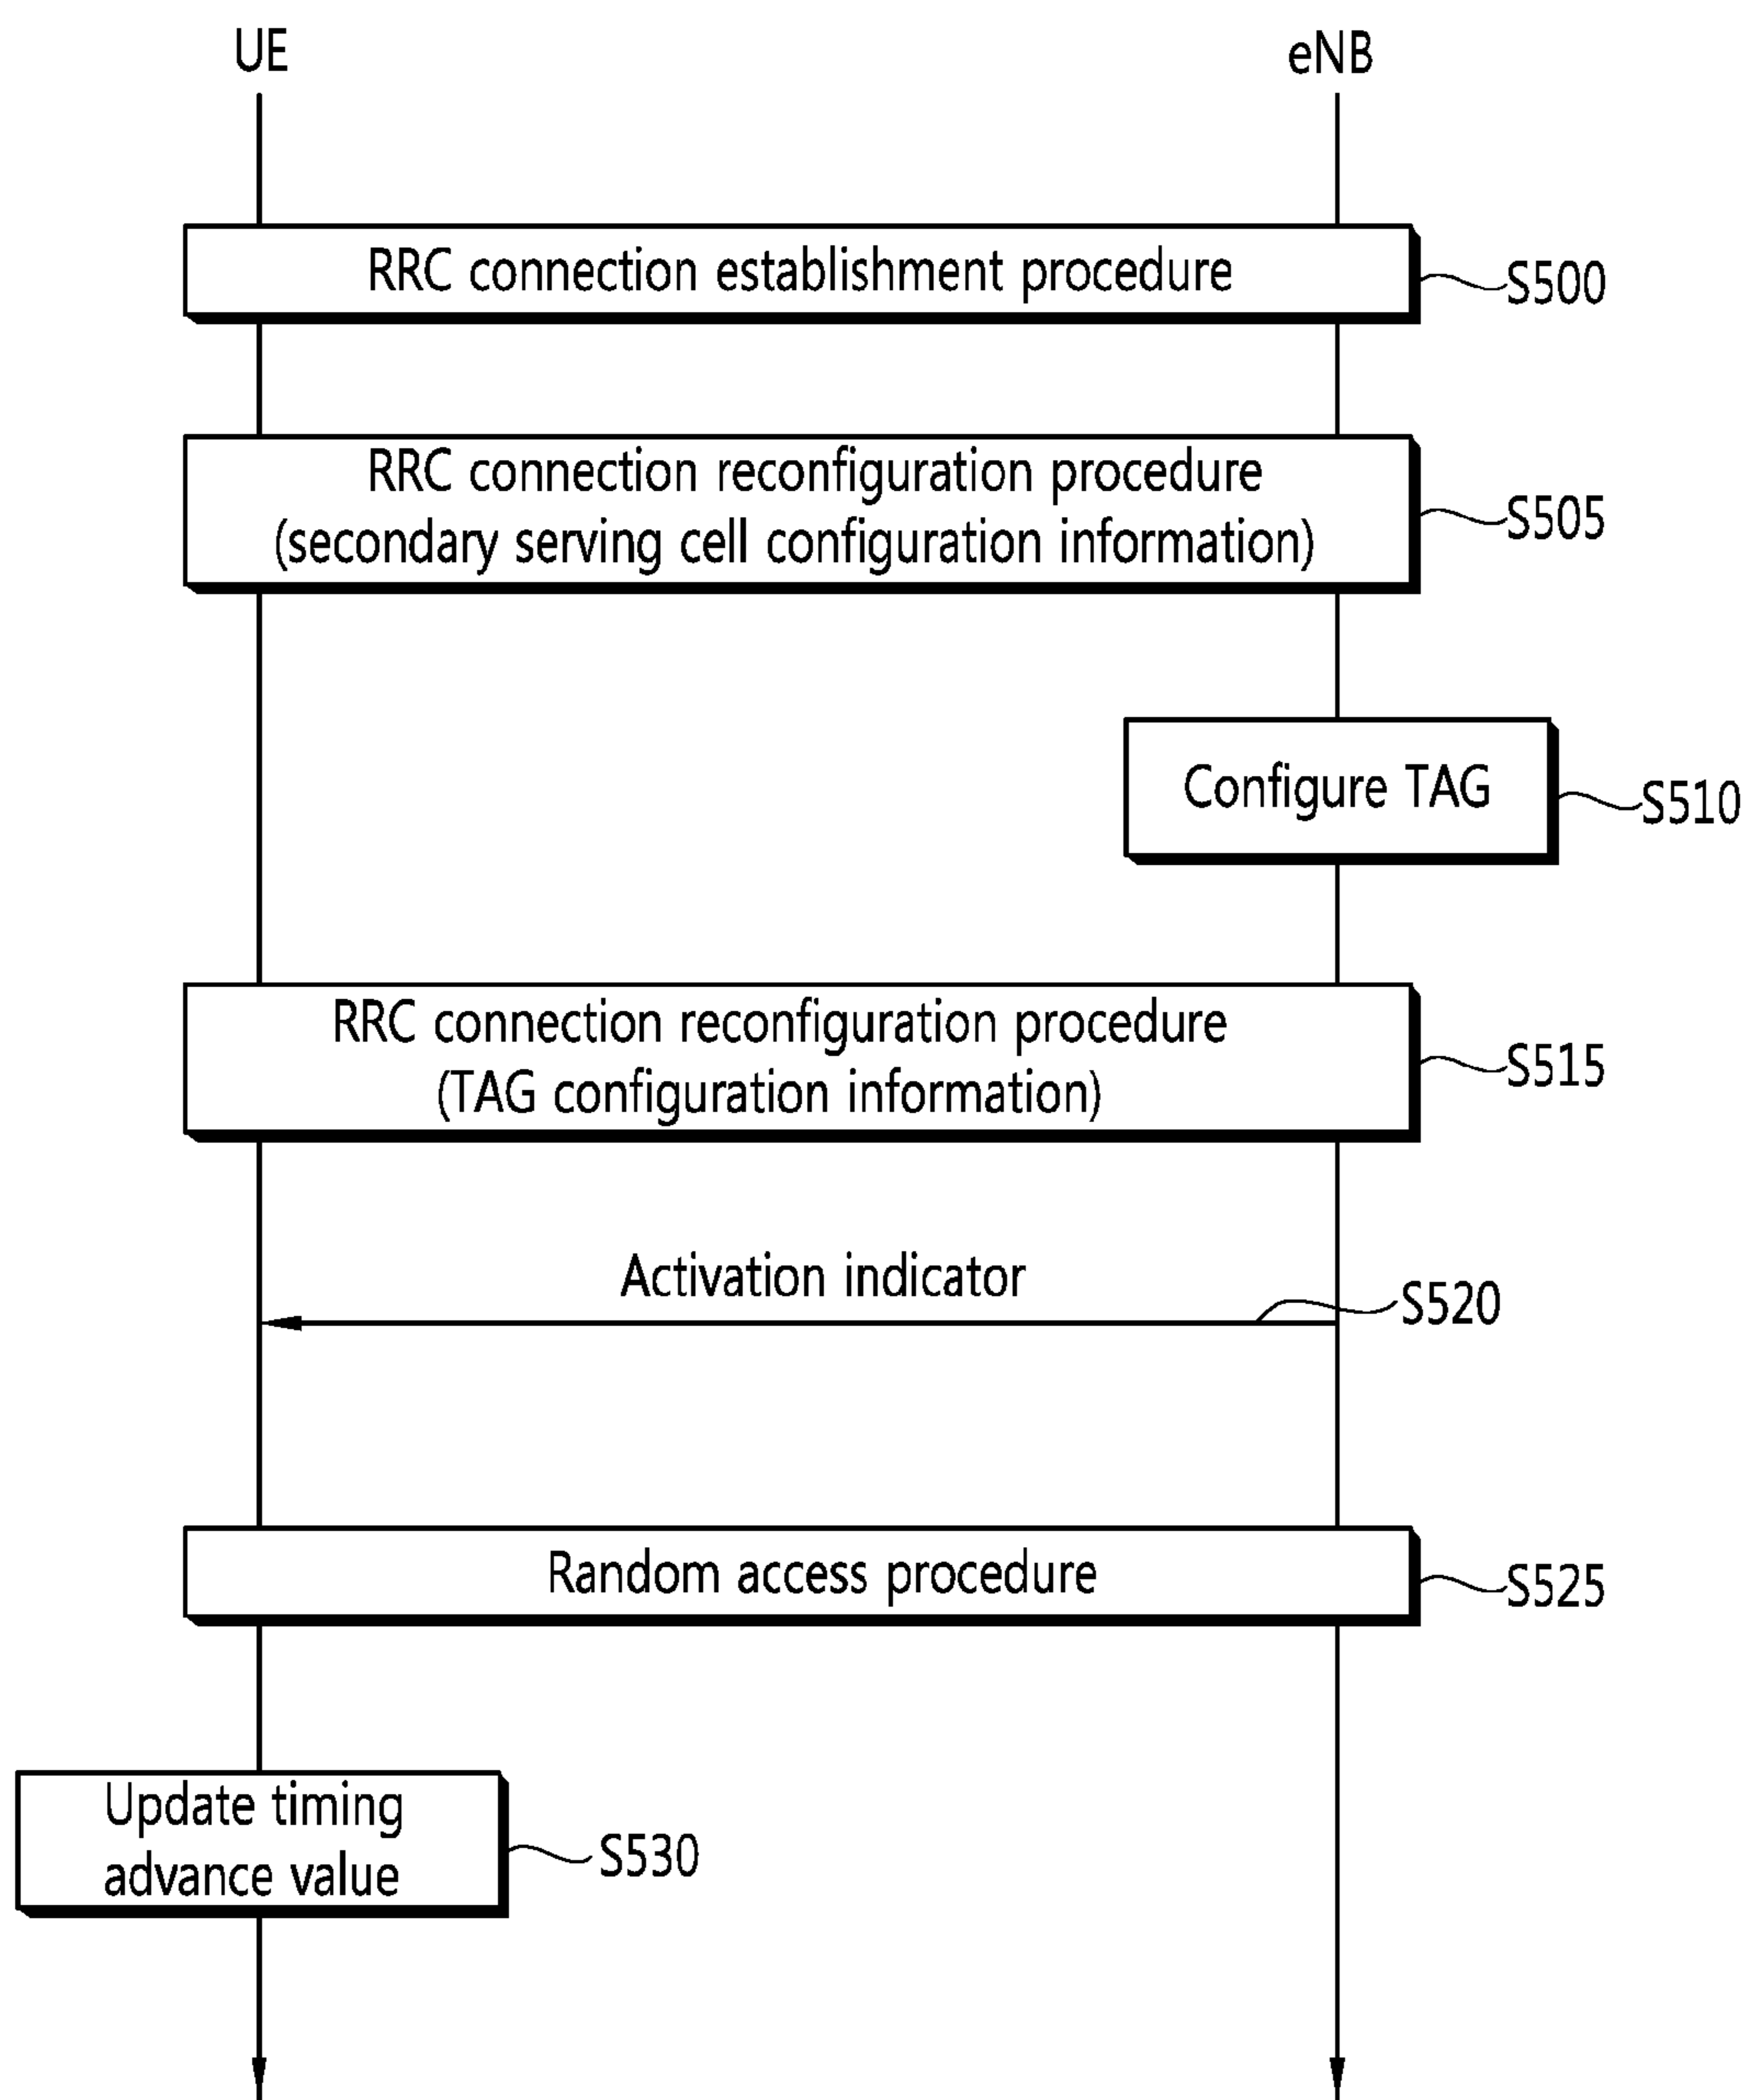 UE
eNB
RRC connection establishment procedure
S500
RRC connection reconfiguration procedure
(secondary serving cell configuration information)
S505
Configure TAG
S510
RRC connection reconfiguration procedure
(TAG configuration information)
S515
Activation indicator
S520
Random access procedure
S525
Update timing
advance value
S530